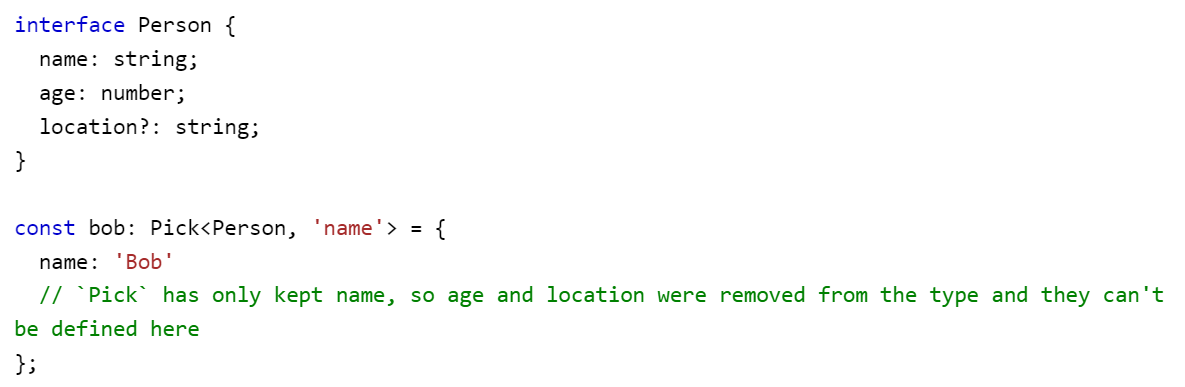 interface Person {
  name: string;
  age: number;
  location?: string;
}

const bob: Pick<Person, 'name'> = {
  name: 'Bob'
  // `Pick` has only kept name, so age and location were removed from the type and they can't
be defined here
};